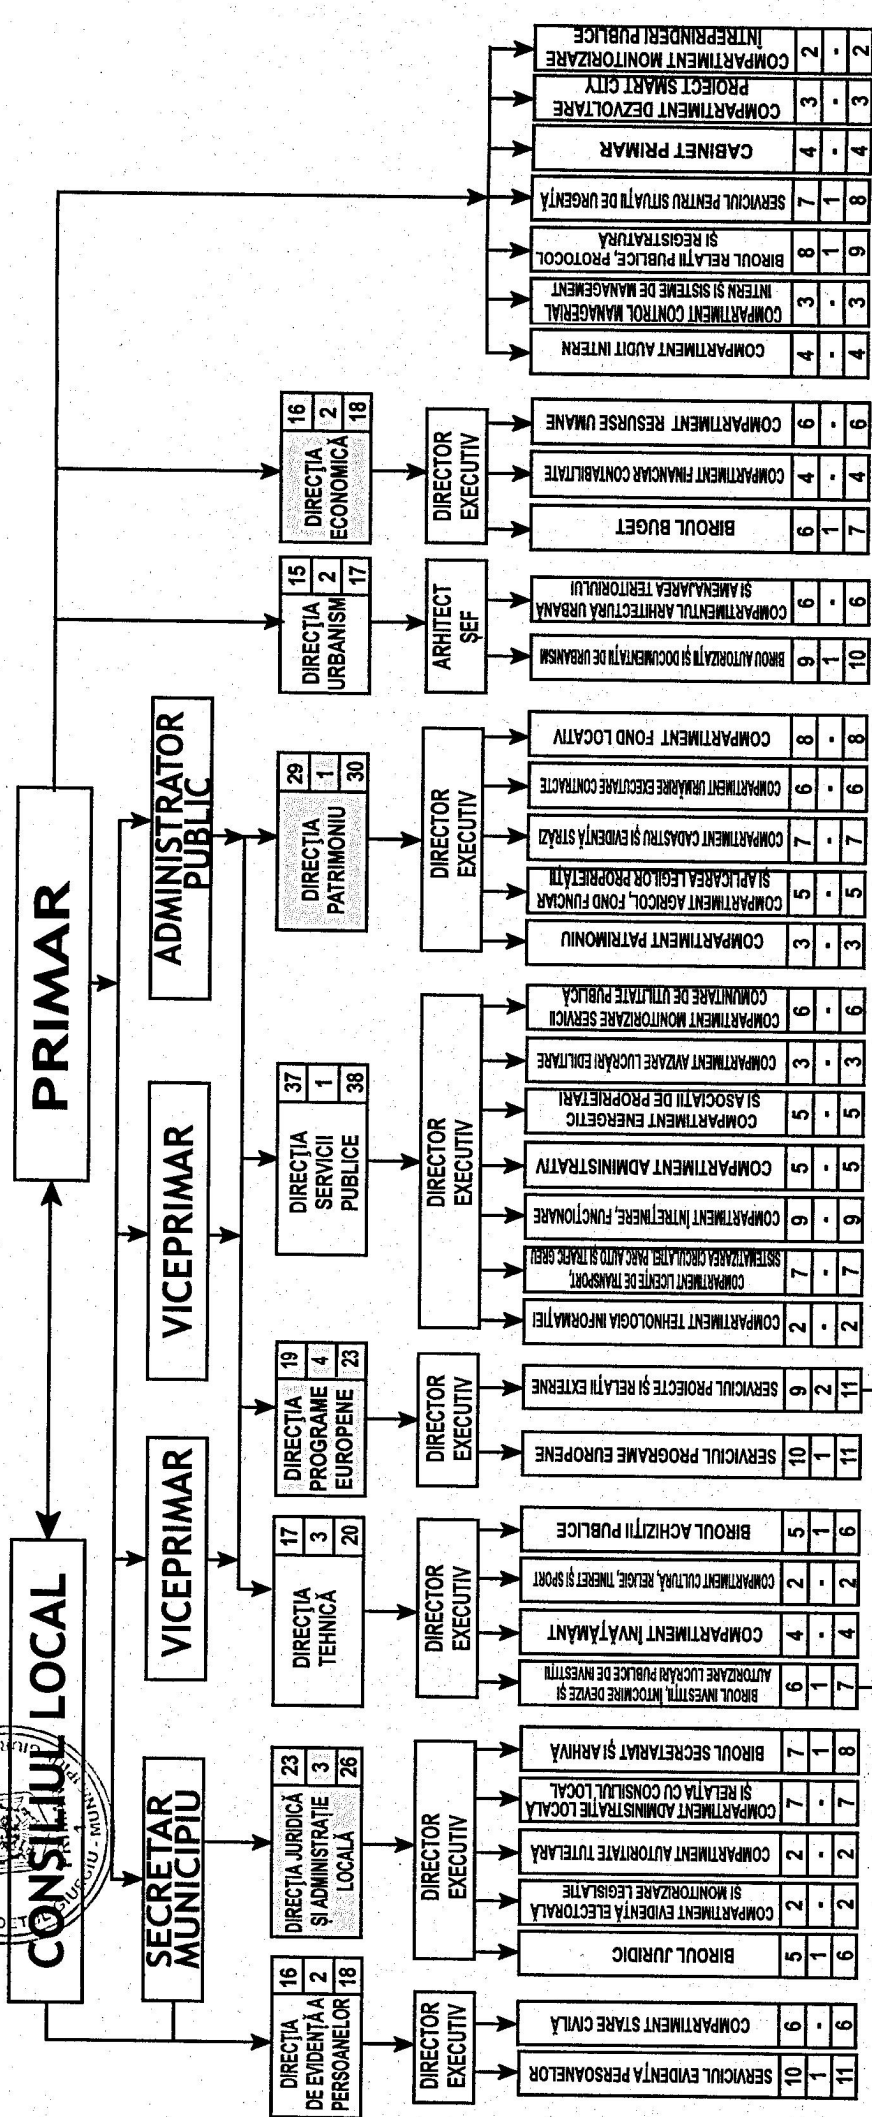 CONSILIUL LOCAL
PRIMAR
SECRETAR
MUNICIPIU
VICEPRIMAR
VICEPRIMAR
ADMINISTRATOR
PUBLIC
DIRECȚIA
DE EVIDENȚĂ A
PERSOANELOR
16
2
18
DIRECȚIA JURIDICĂ
ȘI ADMINISTRAȚIE
LOCALĂ
23
3
26
DIRECȚIA
TEHNICĂ
17
3
20
DIRECȚIA
PROGRAME
EUROPENE
19
4
23
DIRECȚIA
SERVICII
PUBLICE
37
1
38
DIRECȚIA
PATRIMONIU
29
1
30
DIRECȚIA
URBANISM
15
2
17
DIRECȚIA
ECONOMICĂ
16
2
18
DIRECTOR
EXECUTIV
DIRECTOR
EXECUTIV
DIRECTOR
EXECUTIV
DIRECTOR
EXECUTIV
DIRECTOR
EXECUTIV
DIRECTOR
EXECUTIV
ARHITECT
ȘEF
DIRECTOR
EXECUTIV
SERVICIUL EVIDENȚA PERSOANELOR
10
1
11
COMPARTIMENT STARE CIVILĂ
6
-
6
BIROUL JURIDIC
5
1
6
COMPARTIMENT EVIDENȚĂ ELECTORALĂ
ȘI MONITORIZARE LEGISLAȚIE
2
-
2
COMPARTIMENT AUTORITATE TUTELARĂ
2
-
2
COMPARTIMENT ADMINISTRAȚIE LOCALĂ
ȘI RELAȚIA CU CONSILIUL LOCAL
7
-
7
BIROUL SECRETARIAT ȘI ARHIVĂ
7
1
8
BIROUL INVESTIȚII, ÎNTOCMIRE DEVIZE ȘI
AUTORIZARE LUCRĂRI PUBLICE DE INVESTIȚII
6
1
7
COMPARTIMENT ÎNVĂȚĂMÂNT
4
-
4
COMPARTIMENT CULTURĂ, RELIGIE, TINERET ȘI SPORT
2
-
2
BIROUL ACHIZIȚII PUBLICE
5
1
6
SERVICIUL PROGRAME EUROPENE
10
1
11
SERVICIUL PROIECTE ȘI RELAȚII EXTERNE
9
2
11
COMPARTIMENT TEHNOLOGIA INFORMAȚIEI
2
-
2
COMPARTIMENT LICENȚE DE TRANSPORT,
SISTEMATIZAREA CIRCULAȚIEI, PARC AUTO ȘI TRAFIC GREU
7
-
7
COMPARTIMENT ÎNTREȚINERE, FUNCȚIONARE
9
-
9
COMPARTIMENT ADMINISTRATIV
5
-
5
COMPARTIMENT ENERGETIC
ȘI ASOCIAȚII DE PROPRIETARI
5
-
5
COMPARTIMENT AVIZARE LUCRĂRI EDILITARE
3
-
3
COMPARTIMENT MONITORIZARE SERVICII
COMUNITARE DE UTILITATE PUBLICĂ
6
-
6
COMPARTIMENT PATRIMONIU
3
-
3
COMPARTIMENT AGRICOL, FOND FUNCIAR
ȘI APLICAREA LEGILOR PROPRIETĂȚII
5
-
5
COMPARTIMENT CADASTRU ȘI EVIDENȚĂ STRĂZI
7
-
7
COMPARTIMENT URMĂRIRE EXECUTARE CONTRACTE
6
-
6
COMPARTIMENT FOND LOCATIV
8
-
8
BIROU AUTORIZAȚII ȘI DOCUMENTAȚII DE URBANISM
9
1
10
COMPARTIMENTUL ARHITECTURĂ URBANĂ
ȘI AMENAJAREA TERITORIULUI
6
-
6
BIROUL BUGET
6
1
7
COMPARTIMENT FINANCIAR CONTABILITATE
4
-
4
COMPARTIMENT RESURSE UMANE
6
-
6
COMPARTIMENT AUDIT INTERN
4
-
4
COMPARTIMENT CONTROL MANAGERIAL
INTERN ȘI SISTEME DE MANAGEMENT
3
-
3
BIROUL RELAȚII PUBLICE, PROTOCOL
ȘI REGISTRATURĂ
8
1
9
SERVICIUL PENTRU SITUAȚII DE URGENȚĂ
7
1
8
CABINET PRIMAR
4
-
4
COMPARTIMENT DEZVOLTARE
PROIECT SMART CITY
3
-
3
COMPARTIMENT MONITORIZARE
ÎNTREPRINDERI PUBLICE
2
-
2